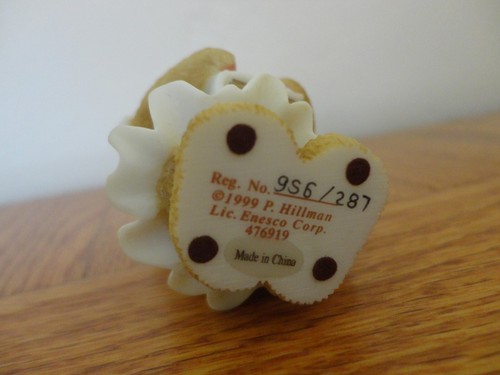 Reg. No. 9S6/287
©1999 P. Hillman
Lic. Enesco Corp.
476919
Made in China